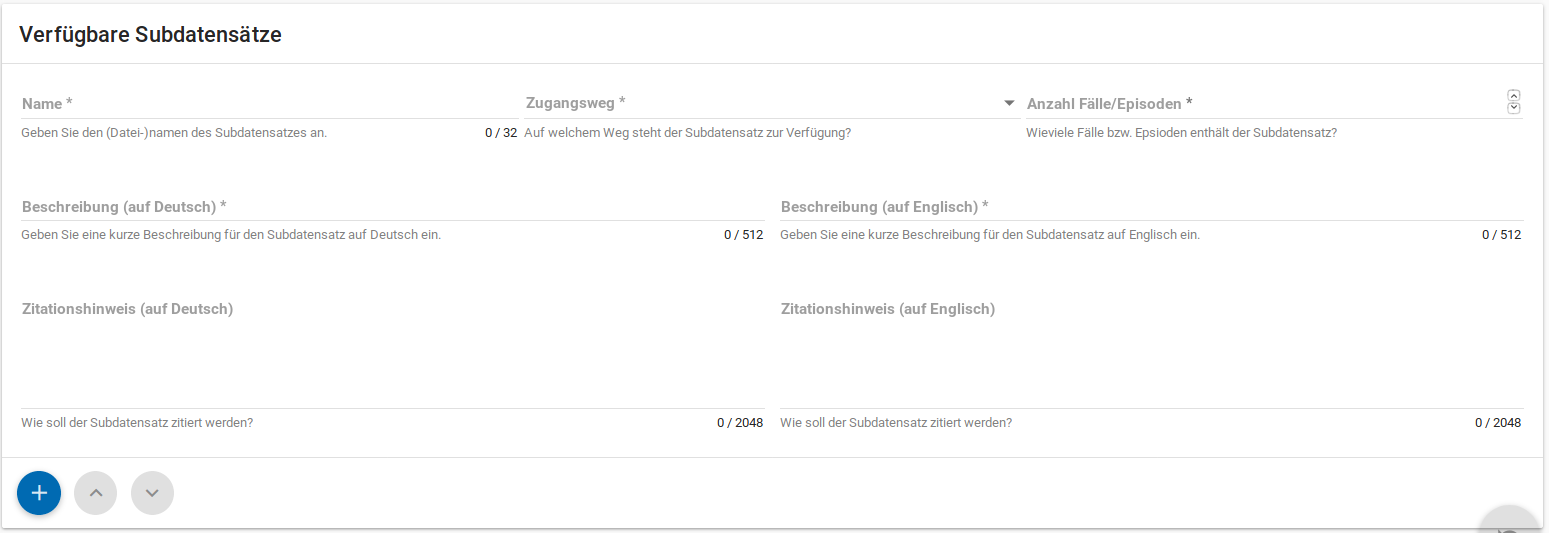 Verfügbare Subdatensätze
Name *
Zugangsweg *
Anzahl Fälle/Episoden *
Geben Sie den (Datei-)namen des Subdatensatzes an.
0 / 32
Auf welchem Weg steht der Subdatensatz zur Verfügung?
Wieviele Fälle bzw. Epsioden enthält der Subdatensatz?
Beschreibung (auf Deutsch) *
Beschreibung (auf Englisch) *
Geben Sie eine kurze Beschreibung für den Subdatensatz auf Deutsch ein.
0 / 512
Geben Sie eine kurze Beschreibung für den Subdatensatz auf Englisch ein.
0 / 512
Zitationshinweis (auf Deutsch)
Zitationshinweis (auf Englisch)
Wie soll der Subdatensatz zitiert werden?
0 / 2048
Wie soll der Subdatensatz zitiert werden?
0 / 2048